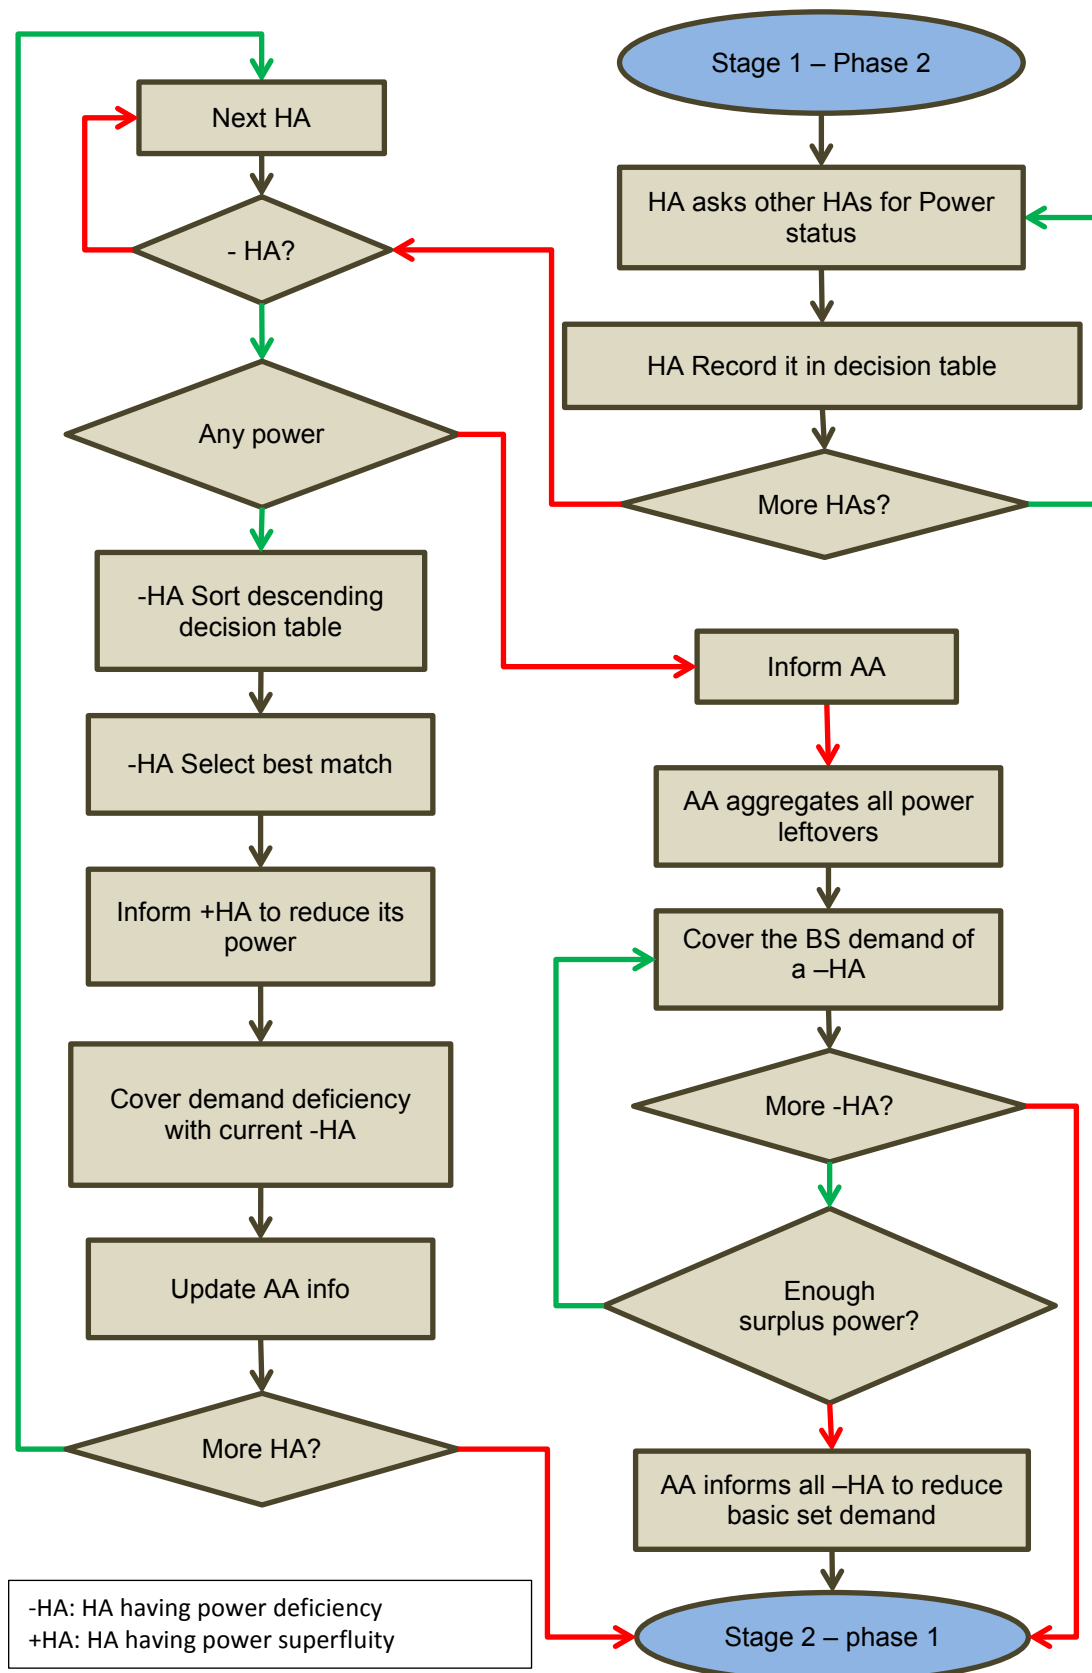 Stage 1 – Phase 2
HA asks other HAs for Power
status
HA Record it in decision table
More HAs?
Next HA
- HA?
Any power
-HA Sort descending
decision table
-HA Select best match
Inform +HA to reduce its
power
Cover demand deficiency
with current -HA
Update AA info
More HA?
Inform AA
AA aggregates all power
leftovers
Cover the BS demand of
a –HA
More -HA?
Enough
surplus power?
AA informs all –HA to reduce
basic set demand
Stage 2 – phase 1
-HA: HA having power deficiency
+HA: HA having power superfluity